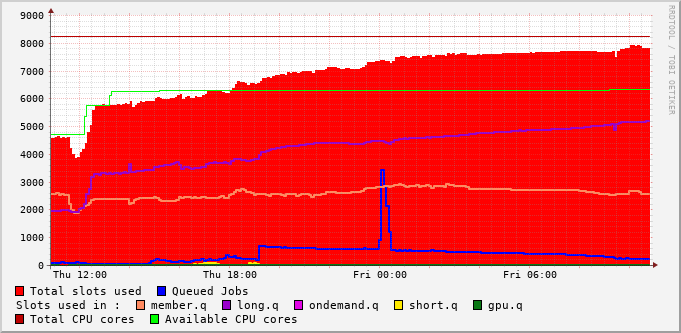 9000
8000
7000
6000
5000
4000
3000
2000
1000
0
Thu 12:00 Thu 18:00 Fri 00:00 Fri 06:00
RRDTOOL / TOBI OETIKER
Total slots used Queued Jobs
Slots used in : member.q long.q ondemand.q short.q gpu.q
Total CPU cores Available CPU cores